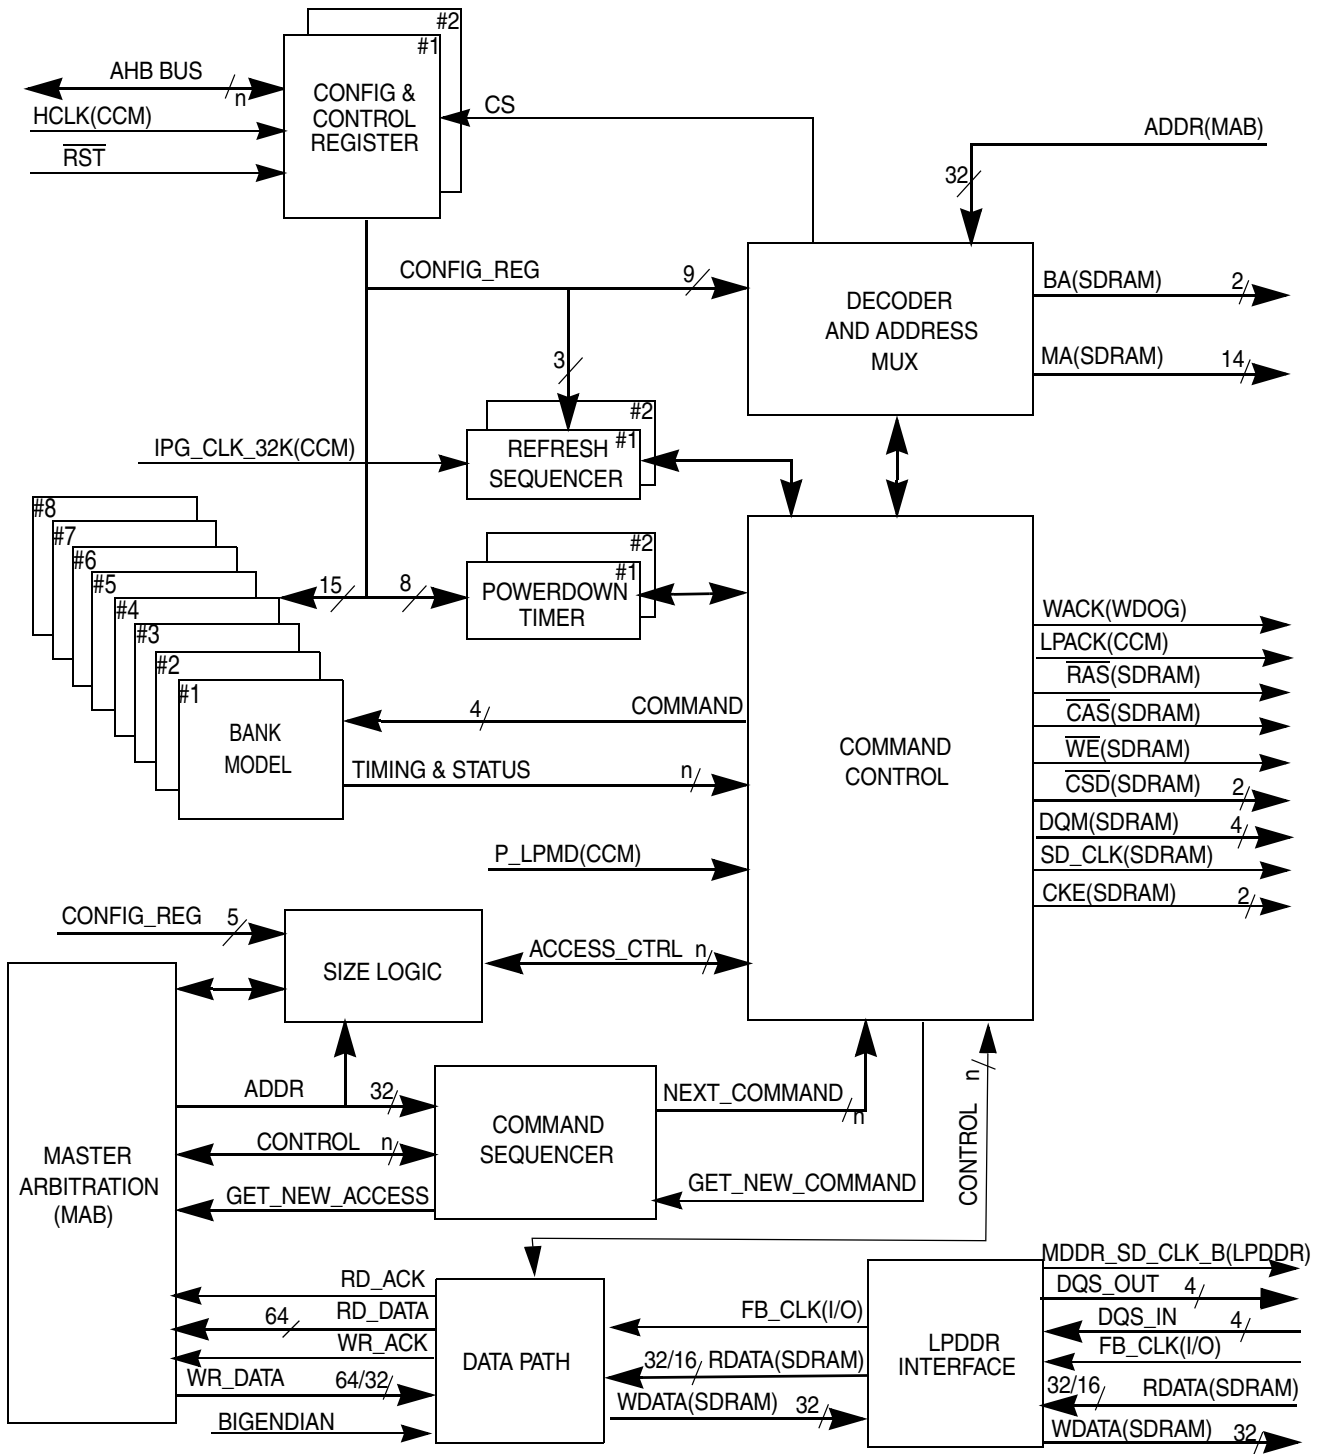 #2
#1
AHB BUS
n
CONFIG &
CONTROL
REGISTER
HCLK(CCM)
RST
CS
ADDR(MAB)
32
CONFIG_REG
9
DECODER
AND ADDRESS
MUX
BA(SDRAM)
2
MA(SDRAM)
14
3
#2
#1
IPG_CLK_32K(CCM)
REFRESH
SEQUENCER
#8
#7
#6
#5
#4
#3
#2
#1
15
8
#2
#1
POWERDOWN
TIMER
BANK
MODEL
4
COMMAND
TIMING & STATUS
n
COMMAND
CONTROL
WACK(WDOG)
LPACK(CCM)
RAS(SDRAM)
CAS(SDRAM)
WE(SDRAM)
CSD(SDRAM)
2
DQM(SDRAM)
4
SD_CLK(SDRAM)
CKE(SDRAM)
2
P_LPMD(CCM)
CONFIG_REG
5
SIZE LOGIC
ACCESS_CTRL
n
MASTER
ARBITRATION
(MAB)
ADDR
32
CONTROL
n
GET_NEW_ACCESS
COMMAND
SEQUENCER
NEXT_COMMAND
n
GET_NEW_COMMAND
CONTROL
n
RD_ACK
64
RD_DATA
WR_ACK
WR_DATA
64/32
BIGENDIAN
DATA PATH
FB_CLK(I/O)
32/16
RDATA(SDRAM)
WDATA(SDRAM)
32
LPDDR
INTERFACE
MDDR_SD_CLK_B(LPDDR)
DQS_OUT
4
DQS_IN
4
FB_CLK(I/O)
32/16
RDATA(SDRAM)
WDATA(SDRAM)
32